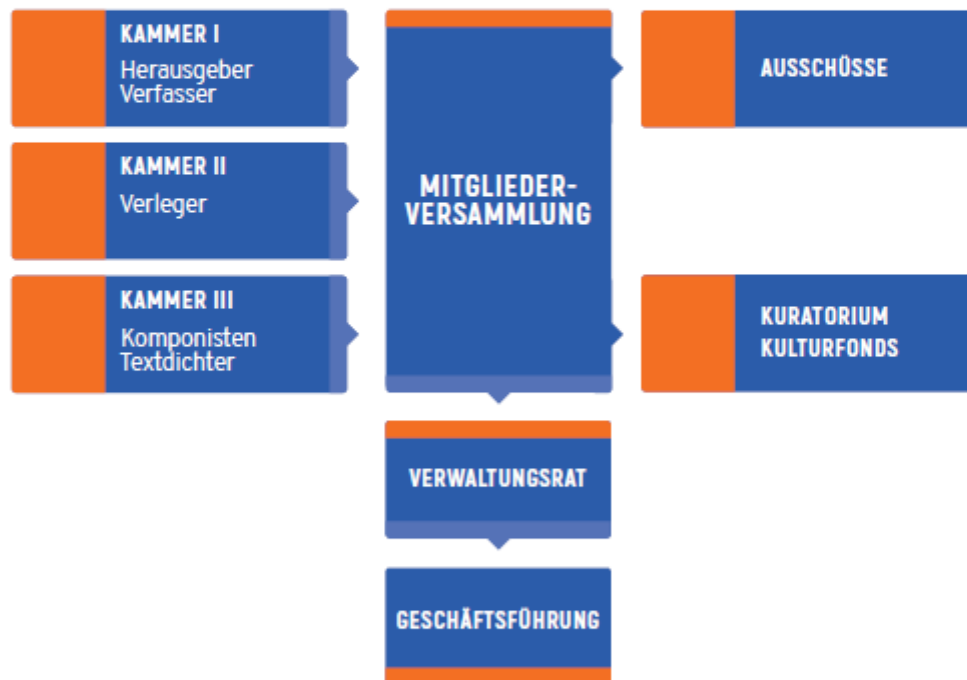 KAMMER I
Herausgeber
Verfasser
KAMMER II
Verleger
KAMMER III
Komponisten
Textdichter
MITGLIEDER-
VERSAMMLUNG
AUSSCHÜSSE
KURATORIUM
KULTURFONDS
VERWALTUNGSRAT
GESCHÄFTSFÜHRUNG